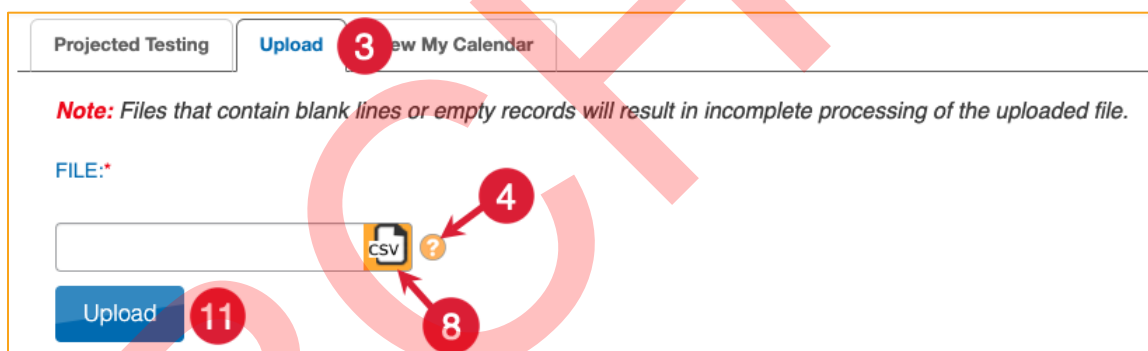 Projected Testing Upload 3 ew My Calendar
Note: Files that contain blank lines or empty records will result in incomplete processing of the uploaded file.
FILE:*
4
CSV ?
Upload 11 8